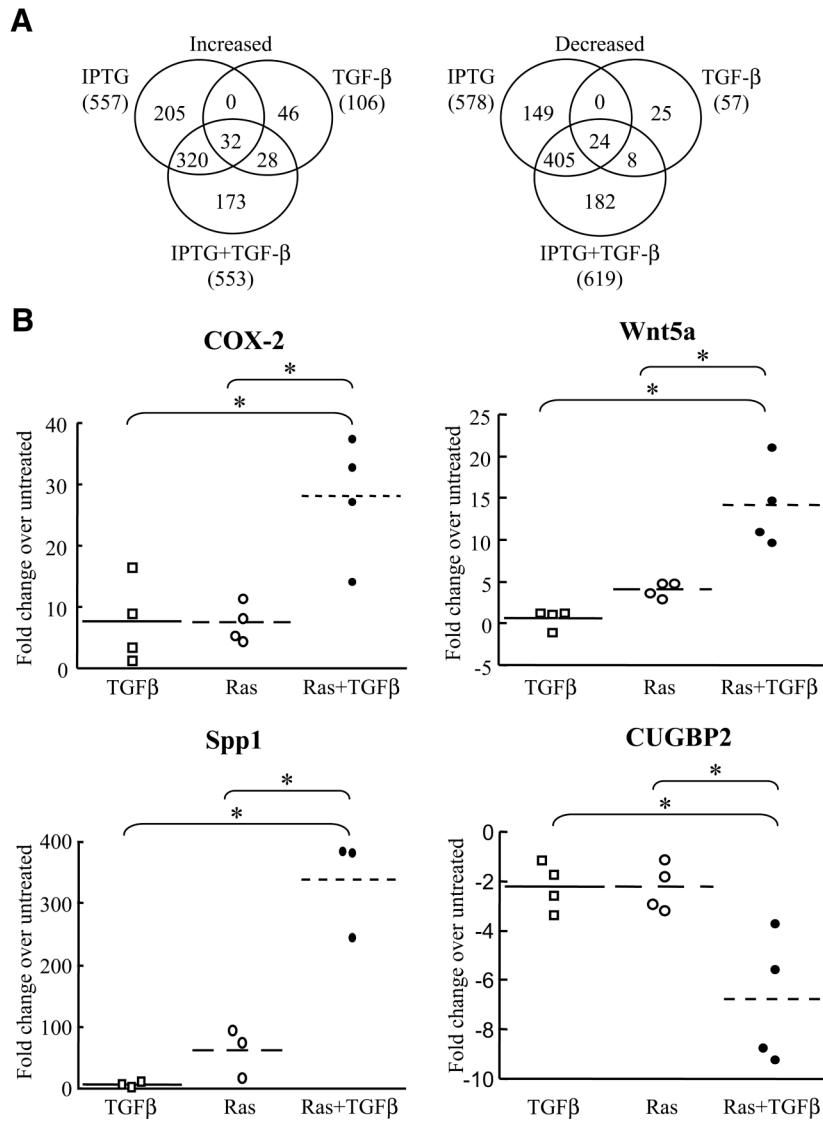 A
Increased
IPTG
(557)
TGF-β
(106)
205
0
46
32
320
28
173
IPTG+TGF-β
(553)
Decreased
IPTG
(578)
TGF-β
(57)
149
0
25
24
405
8
182
IPTG+TGF-β
(619)
B
COX-2
*
*
Fold change over untreated
40
30
20
10
0
TGFβ
Ras
Ras+TGFβ
Wnt5a
*
*
Fold change over untreated
25
20
15
10
5
0
-5
TGFβ
Ras
Ras+TGFβ
Spp1
*
*
Fold change over untreated
400
300
200
100
0
TGFβ
Ras
Ras+TGFβ
CUGBP2
*
*
Fold change over untreated
0
-2
-4
-6
-8
-10
TGFβ
Ras
Ras+TGFβ